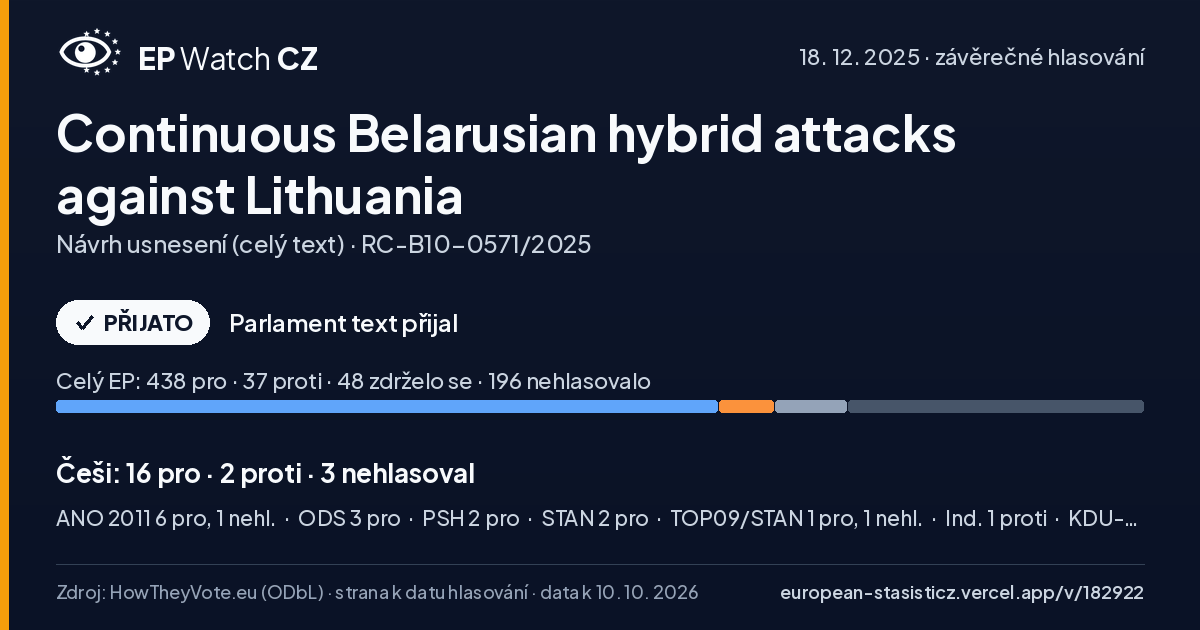 EP Watch CZ
18. 12. 2025 · závěrečné hlasování
Continuous Belarusian hybrid attacks
against Lithuania
Návrh usnesení (celý text) · RC-B10-0571/2025
✓ PŘIJATO
Parlament text přijal
Celý EP: 438 pro · 37 proti · 48 zdrželo se · 196 nehlasovalo
Češi: 16 pro · 2 proti · 3 nehlasoval
ANO 2011 6 pro, 1 nehl. · ODS 3 pro · PSH 2 pro · STAN 2 pro · TOP09/STAN 1 pro, 1 nehl. · Ind. 1 proti · KDU-…
Zdroj: HowTheyVote.eu (ODbL) · strana k datu hlasování · data k 10. 10. 2026
european-stasisticz.vercel.app/v/182922